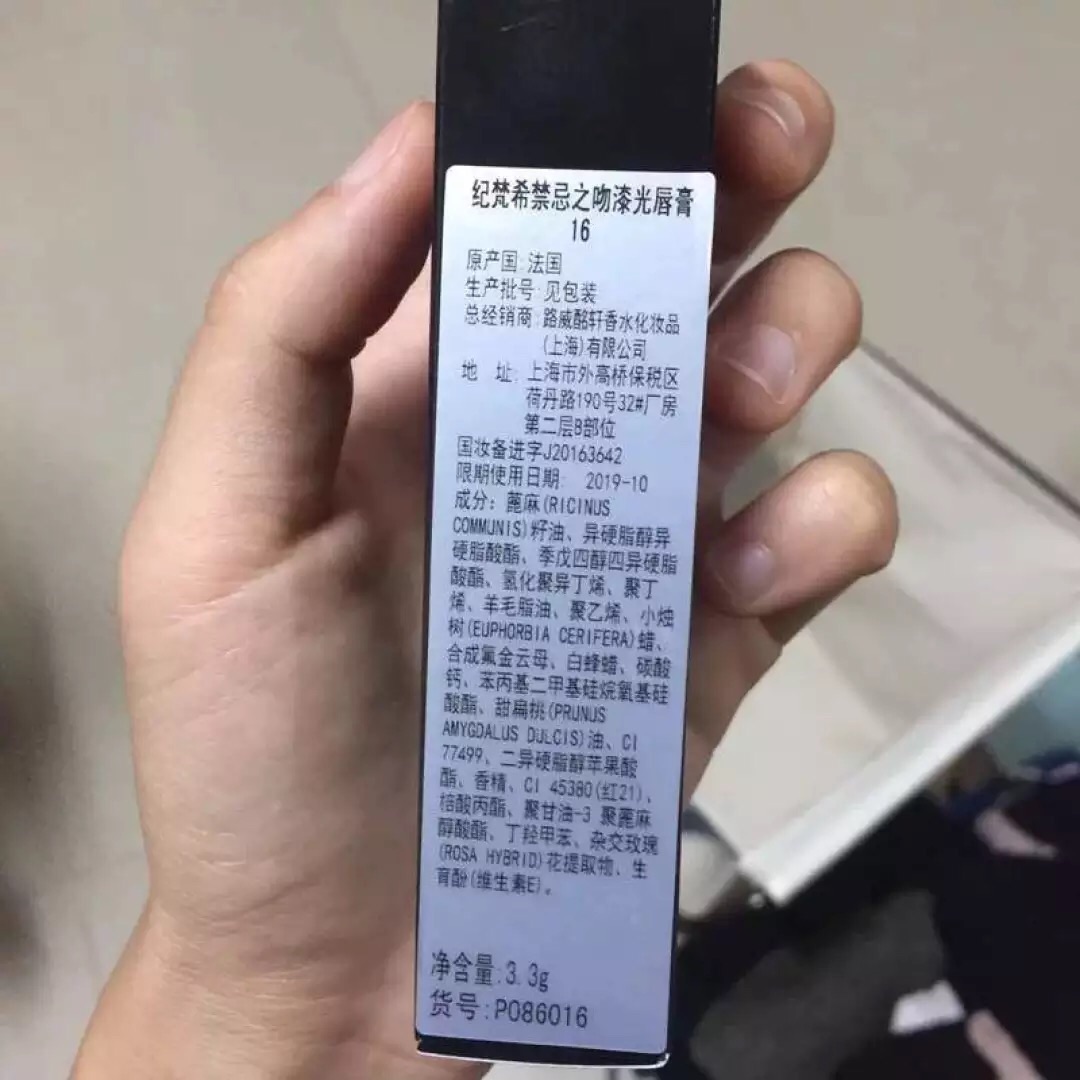 纪梵希禁忌之吻漆光唇膏
16
原产国:法国
生产批号:见包装
总经销商:路威酩轩香水化妆品
(上海)有限公司
地 址:上海市外高桥保税区
荷丹路190号32#厂房
第二层B部位
国妆备进字J20163642
限期使用日期: 2019-10
成分:蓖麻(RICINUS
COMMUNIS)籽油、异硬脂醇异
硬脂酸酯、季戊四醇四异硬脂
酸酯、氢化聚异丁烯、聚丁
烯、羊毛脂油、聚乙烯、小烛
树(EUPHORBIA CERIFERA)蜡、
合成氟金云母、白蜂蜡、碳酸
钙、苯丙基二甲基硅烷氧基硅
酸酯、甜扁桃(PRUNUS
AMYGDALUS DULCIS)油、CI
77499、二异硬脂醇苹果酸
酯、香精、CI 45380(红21)、
棓酸丙酯、聚甘油-3 聚蓖麻
醇酸酯、丁羟甲苯、杂交玫瑰
(ROSA HYBRID)花提取物、生
育酚(维生素E)。
净含量:3.3g
货号:P086016